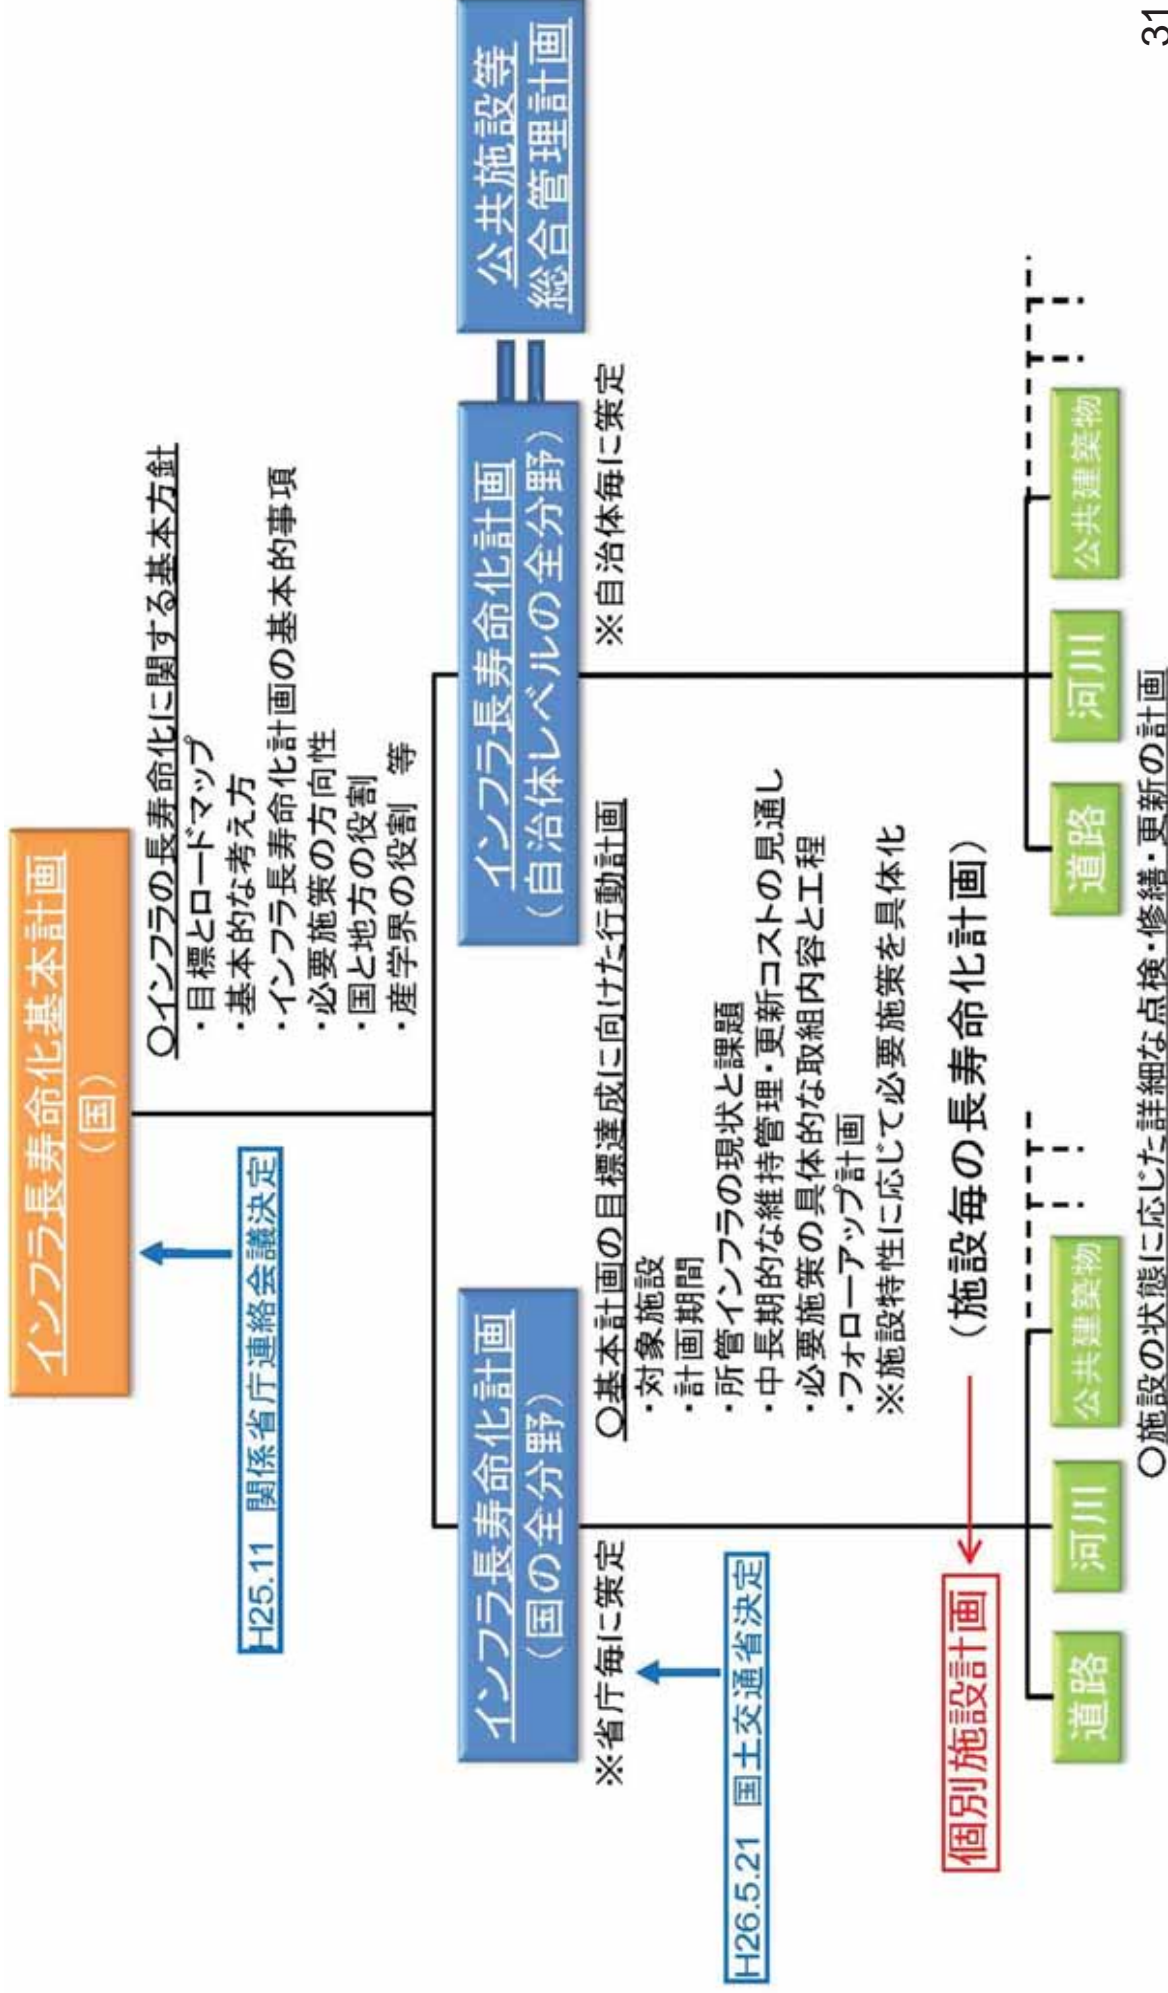 インフラ長寿命化基本計画
（国）
H25.11 関係省庁連絡会議決定
○インフラの長寿命化に関する基本方針
・目標とロードマップ
・基本的な考え方
・インフラ長寿命化計画の基本的事項
・必要施策の方向性
・国と地方の役割
・産学界の役割 等
インフラ長寿命化計画
（国の全分野）
※省庁毎に策定
H26.5.21 国土交通省決定
○基本計画の目標達成に向けた行動計画
・対象施設
・計画期間
・所管インフラの現状と課題
・中長期的な維持管理・更新コストの見通し
・必要施策の具体的な取組内容と工程
・フォローアップ計画
※施設特性に応じて必要施策を具体化
インフラ長寿命化計画
（自治体レベルの全分野）
※自治体毎に策定
公共施設等
総合管理計画
個別施設計画
（施設毎の長寿命化計画）
道路
河川
公共建築物
道路
河川
公共建築物
○施設の状態に応じた詳細な点検・修繕・更新の計画
31